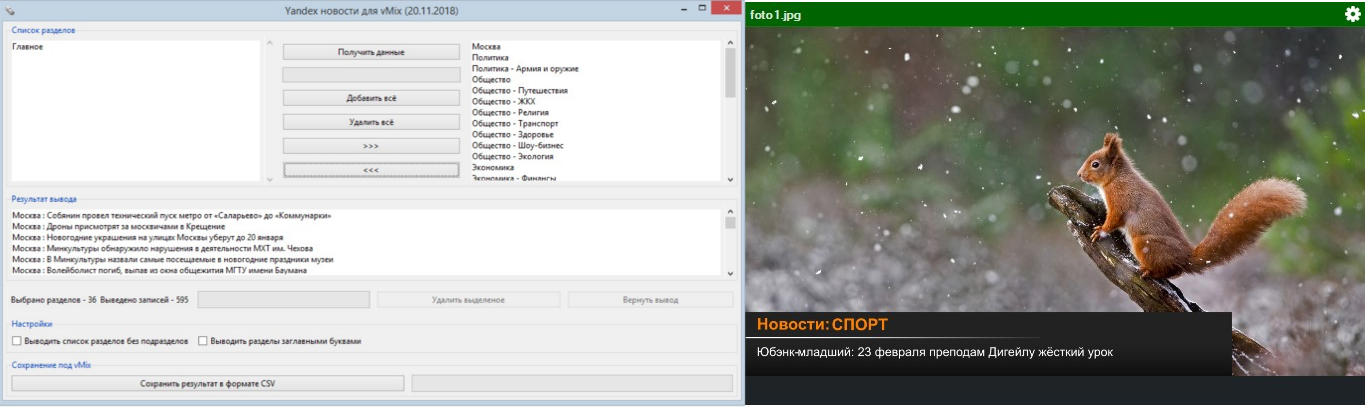 Yandex новости для vMix (20.11.2018)
Список разделов
Главное
Получить данные
Добавить всё
Удалить всё
>>>
<<<
Москва
Политика
Политика - Армия и оружие
Общество
Общество - Путешествия
Общество - ЖКХ
Общество - Религия
Общество - Транспорт
Общество - Здоровье
Общество - Шоу-бизнес
Общество - Экология
Экономика
Экономика - Финансы
Результат вывода
Москва : Собянин провел технический пуск метро от «Саларьево» до «Коммунарки»
Москва : Дроны присмотрят за москвичами в Крещение
Москва : Новогодние украшения на улицах Москвы уберут до 20 января
Москва : Минкультуры обнаружило нарушения в деятельности МХТ им. Чехова
Москва : В Минкультуры назвали самые посещаемые в новогодние праздники музеи
Москва : Волейболист погиб, выпав из окна общежития МГТУ имени Баумана
Выбрано разделов - 36 Выведено записей - 595
Удалить выделеное
Вернуть вывод
Настройки
Выводить список разделов без подразделов
Выводить разделы заглавными буквами
Сохранение под vMix
Сохранить результат в формате CSV
foto1.jpg
Новости: СПОРТ
Юбэнк-младший: 23 февраля преподам Дигейлу жёсткий урок